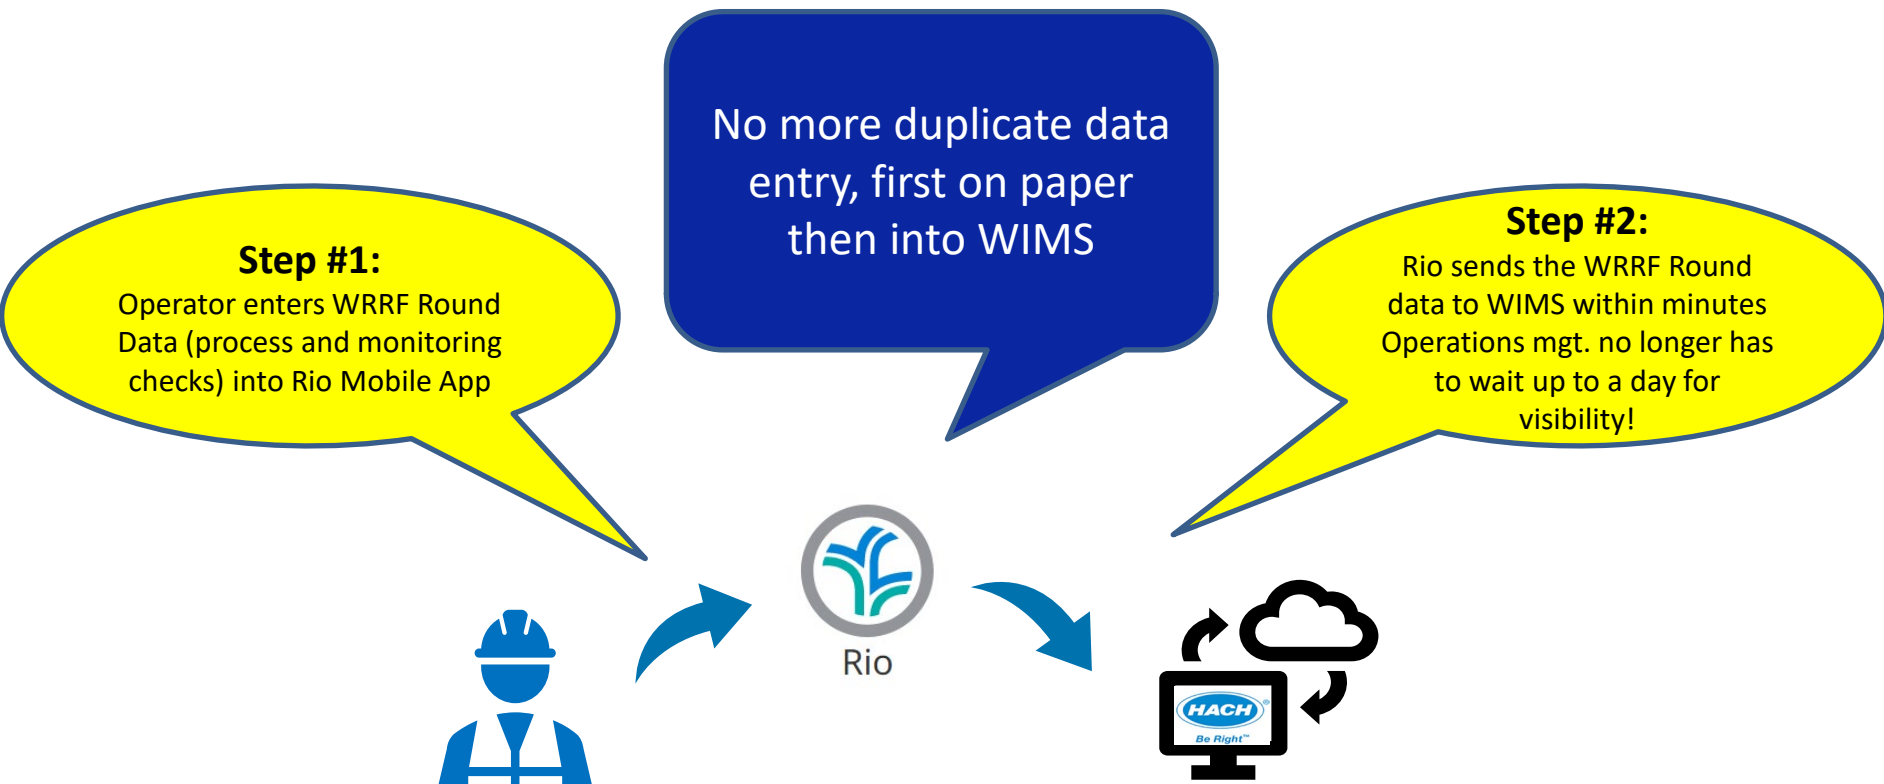 No more duplicate data
entry, first on paper
then into WIMS
Step #1:
Operator enters WRRF Round
Data (process and monitoring
checks) into Rio Mobile App
Step #2:
Rio sends the WRRF Round
data to WIMS within minutes
Operations mgt. no longer has
to wait up to a day for
visibility!
Rio
HACH®
Be Right™